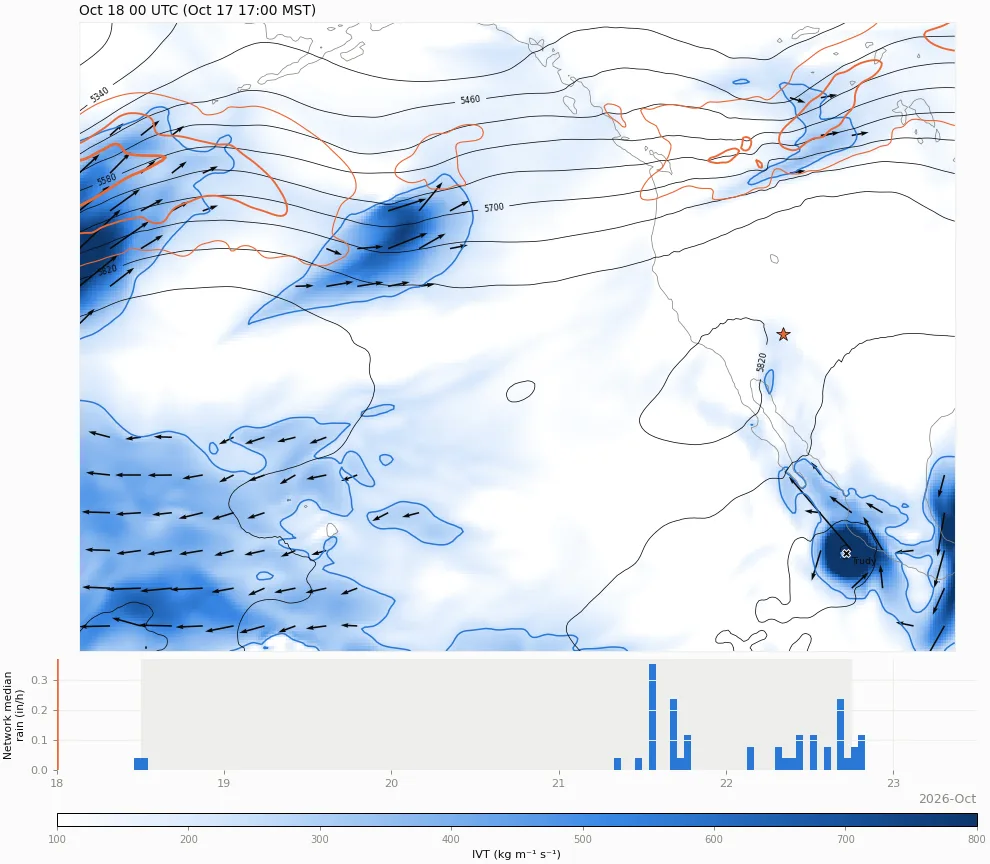 Oct 18 00 UTC (Oct 17 17:00 MST)
5340
5460
5580
5700
5820
5820
Trudy
Network median
rain (in/h)
0.3
0.2
0.1
0.0
18 19 20 21 22 23
2026-Oct
100 200 300 400 500 600 700 800
IVT (kg m⁻¹ s⁻¹)